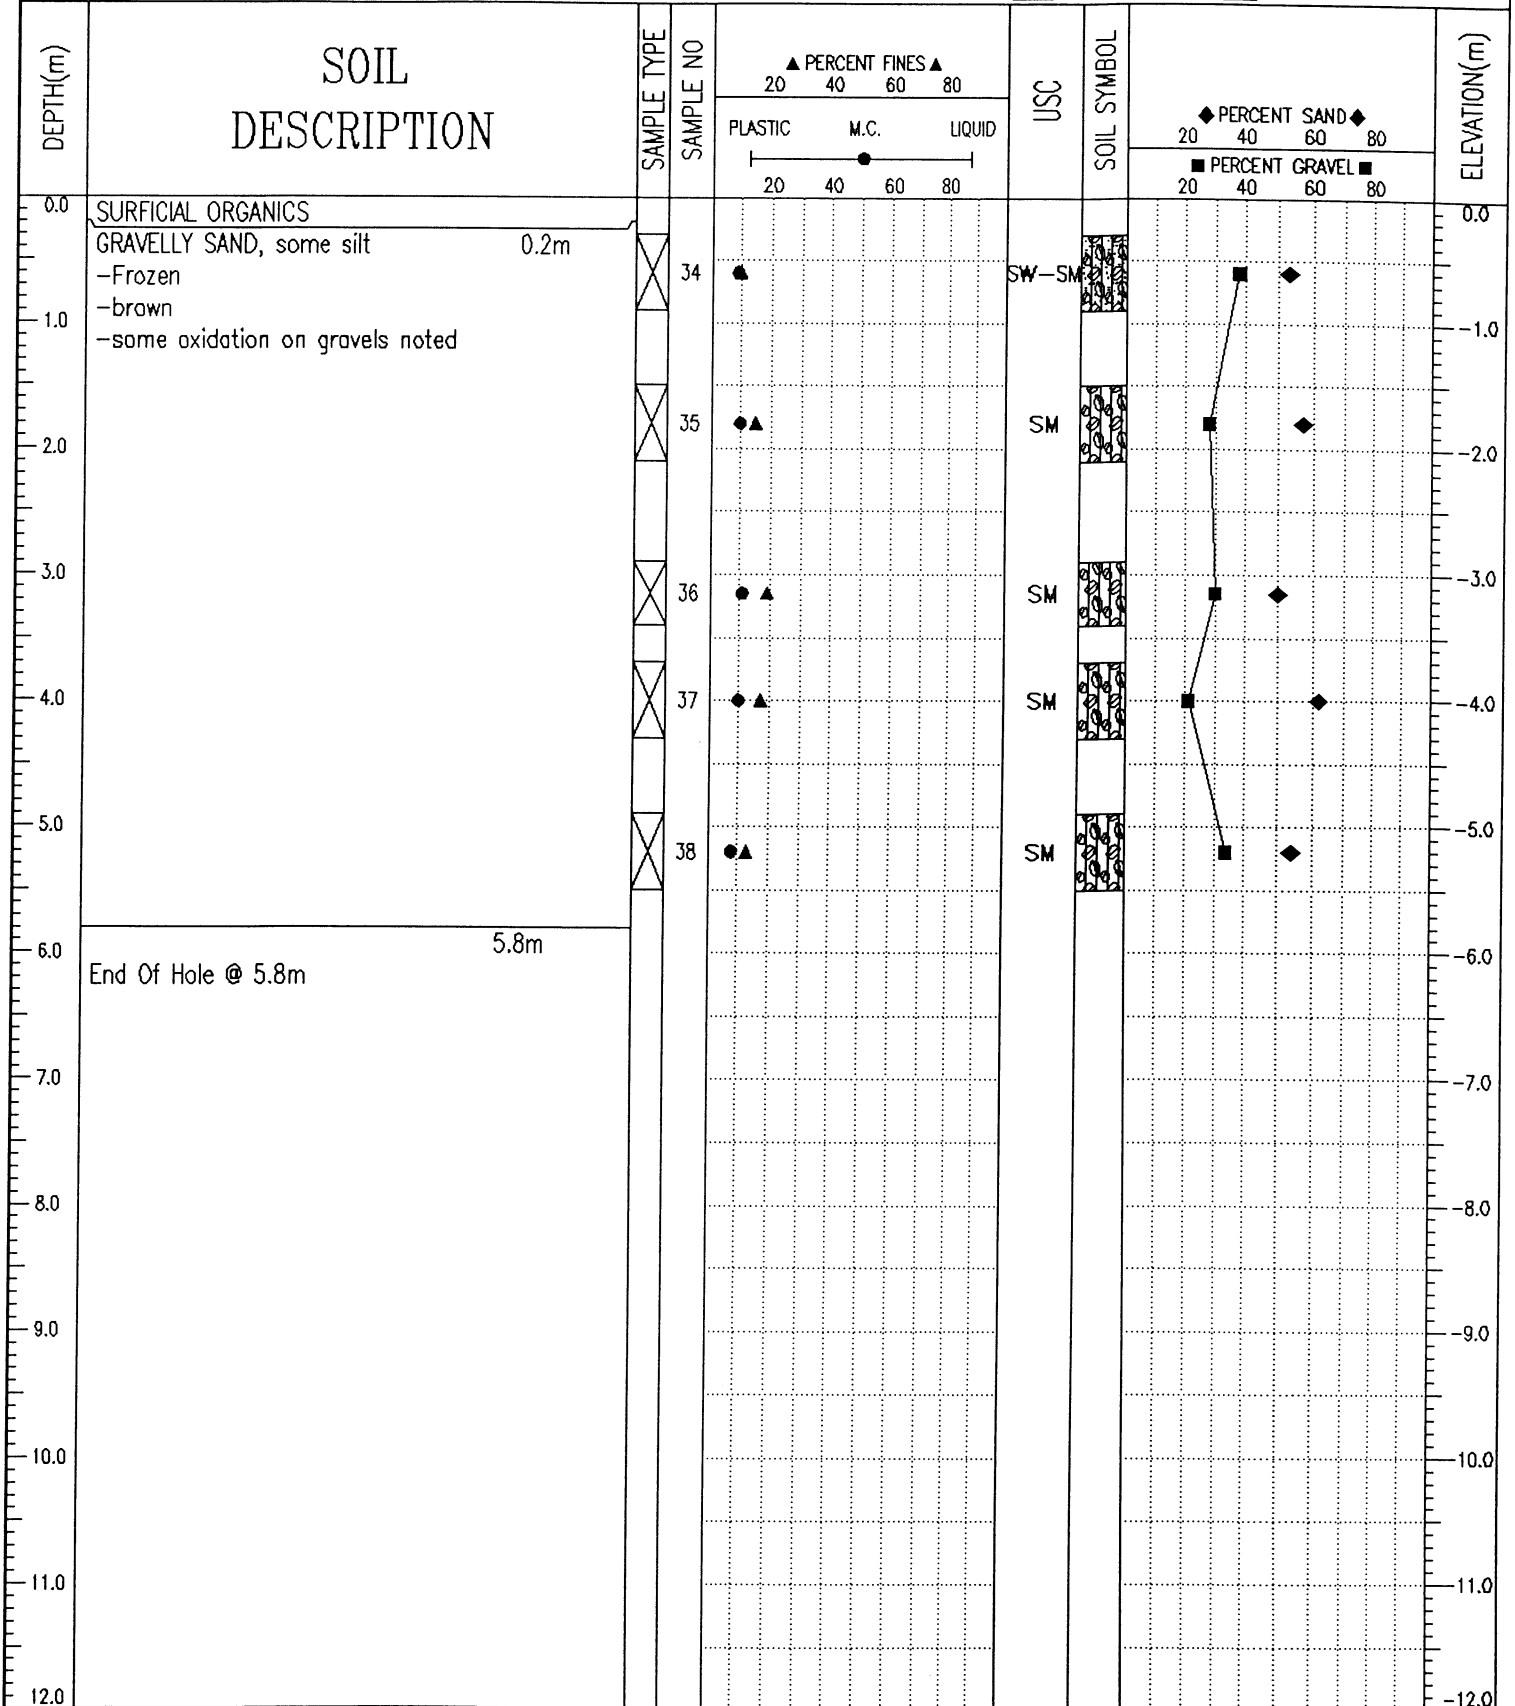 DEPTH(m)
SOIL
DESCRIPTION
SAMPLE TYPE
SAMPLE NO
▲ PERCENT FINES ▲
20 40 60 80
PLASTIC M.C. LIQUID
20 40 60 80
USC
SOIL SYMBOL
◆ PERCENT SAND ◆
20 40 60 80
■ PERCENT GRAVEL ■
20 40 60 80
ELEVATION(m)
0.0 SURFICIAL ORGANICS 0.0
GRAVELLY SAND, some silt 0.2m
-Frozen 34 SW-SM
-brown
1.0 -1.0
-some oxidation on gravels noted
35 SM
2.0 -2.0
3.0 -3.0
36 SM
4.0 37 SM -4.0
5.0 -5.0
38 SM
5.8m
6.0 -6.0
End Of Hole @ 5.8m
7.0 -7.0
8.0 -8.0
9.0 -9.0
10.0 -10.0
11.0 -11.0
12.0 -12.0